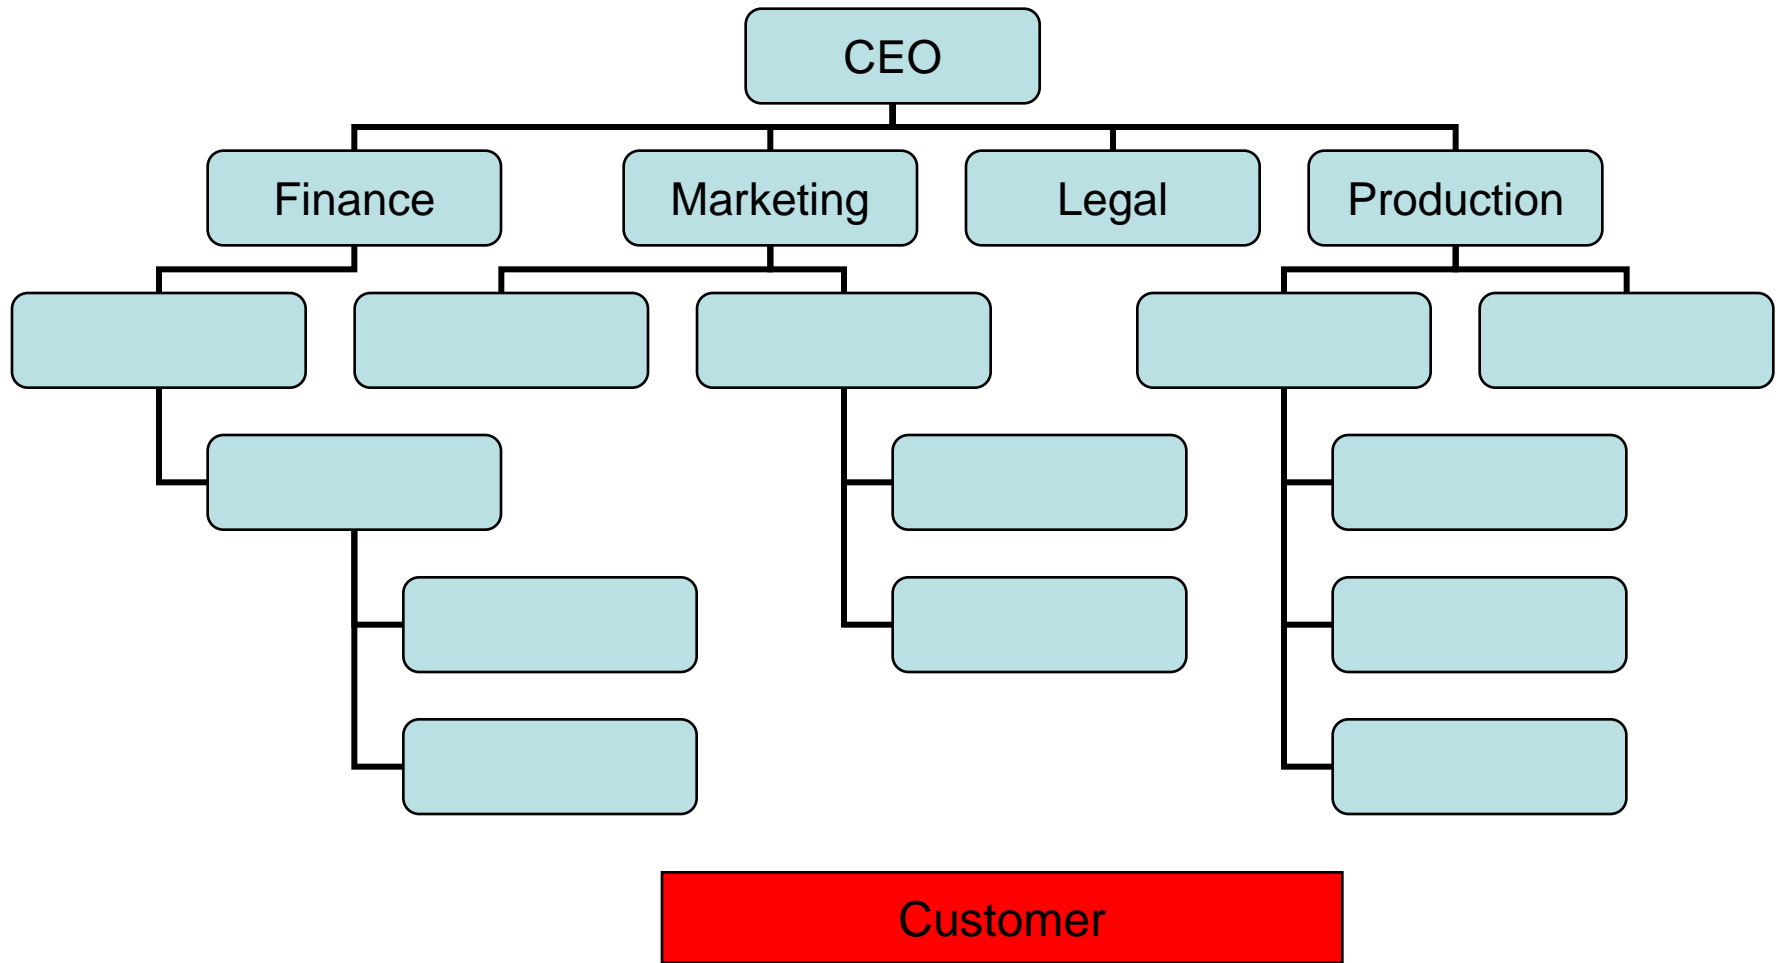 CEO
Finance
Marketing
Legal
Production
Customer